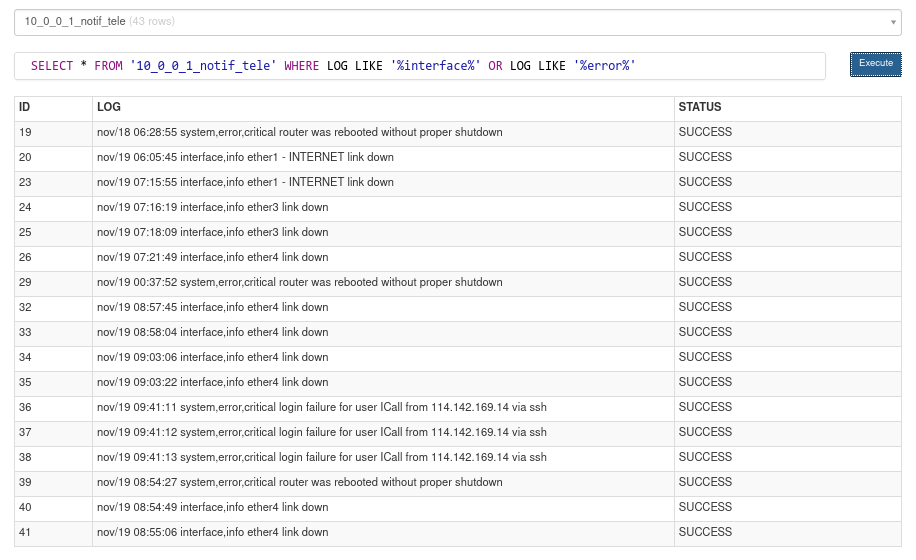 10_0_0_1_notif_tele (43 rows)
SELECT * FROM '10_0_0_1_notif_tele' WHERE LOG LIKE '%interface%' OR LOG LIKE '%error%'
Execute
ID LOG STATUS
19 nov/18 06:28:55 system,error,critical router was rebooted without proper shutdown SUCCESS
20 nov/19 06:05:45 interface,info ether1 - INTERNET link down SUCCESS
23 nov/19 07:15:55 interface,info ether1 - INTERNET link down SUCCESS
24 nov/19 07:16:19 interface,info ether3 link down SUCCESS
25 nov/19 07:18:09 interface,info ether3 link down SUCCESS
26 nov/19 07:21:49 interface,info ether4 link down SUCCESS
29 nov/19 00:37:52 system,error,critical router was rebooted without proper shutdown SUCCESS
32 nov/19 08:57:45 interface,info ether4 link down SUCCESS
33 nov/19 08:58:04 interface,info ether4 link down SUCCESS
34 nov/19 09:03:06 interface,info ether4 link down SUCCESS
35 nov/19 09:03:22 interface,info ether4 link down SUCCESS
36 nov/19 09:41:11 system,error,critical login failure for user ICall from 114.142.169.14 via ssh SUCCESS
37 nov/19 09:41:12 system,error,critical login failure for user ICall from 114.142.169.14 via ssh SUCCESS
38 nov/19 09:41:13 system,error,critical login failure for user ICall from 114.142.169.14 via ssh SUCCESS
39 nov/19 08:54:27 system,error,critical router was rebooted without proper shutdown SUCCESS
40 nov/19 08:54:49 interface,info ether4 link down SUCCESS
41 nov/19 08:55:06 interface,info ether4 link down SUCCESS